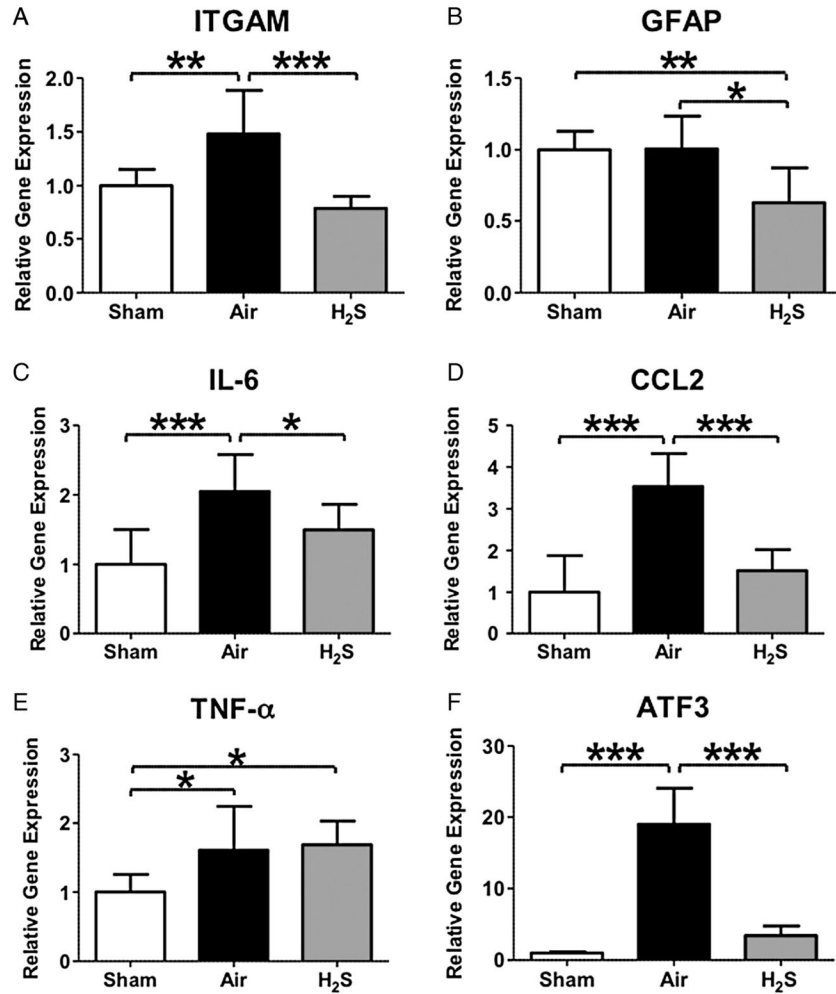 A
ITGAM
Relative Gene Expression
2.0
1.5
1.0
0.5
0.0
** ***
Sham Air H₂S
B
GFAP
Relative Gene Expression
1.5
1.0
0.5
0.0
**
*
Sham Air H₂S
C
IL-6
Relative Gene Expression
3
2
1
0
*** *
Sham Air H₂S
D
CCL2
Relative Gene Expression
5
4
3
2
1
0
*** ***
Sham Air H₂S
E
TNF-α
Relative Gene Expression
3
2
1
0
*
*
Sham Air H₂S
F
ATF3
Relative Gene Expression
30
20
10
0
*** ***
Sham Air H₂S